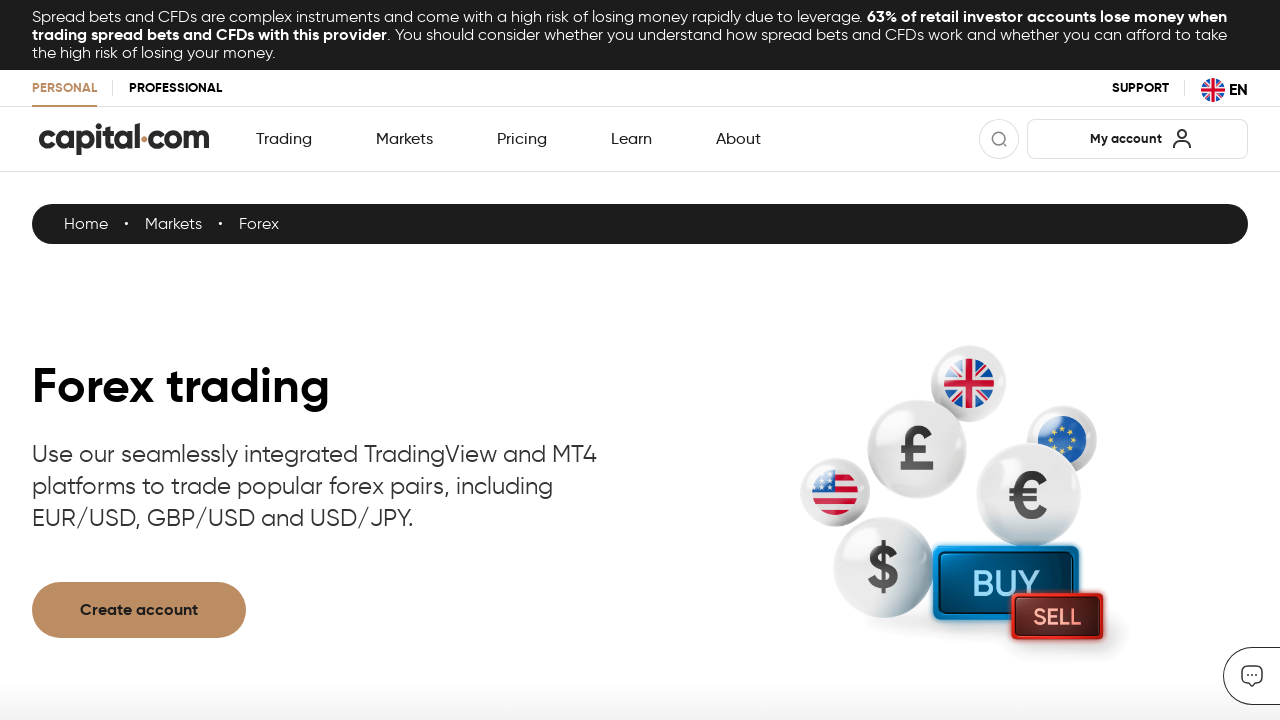 Spread bets and CFDs are complex instruments and come with a high risk of losing money rapidly due to leverage. 63% of retail investor accounts lose money when
trading spread bets and CFDs with this provider. You should consider whether you understand how spread bets and CFDs work and whether you can afford to take
the high risk of losing your money.
PERSONAL PROFESSIONAL SUPPORT EN
capital.com Trading Markets Pricing Learn About My account
Home • Markets • Forex
Forex trading
Use our seamlessly integrated TradingView and MT4
platforms to trade popular forex pairs, including
EUR/USD, GBP/USD and USD/JPY.
Create account
£
€
$
BUY
SELL